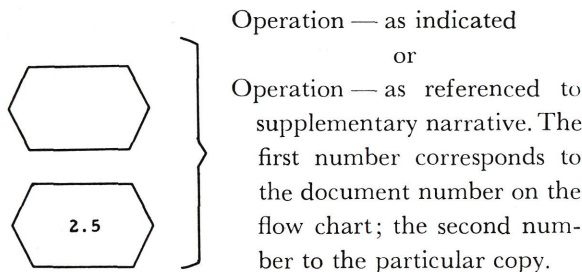 Operation — as indicated
or
Operation — as referenced to
supplementary narrative. The
first number corresponds to
the document number on the
flow chart; the second num-
ber to the particular copy.
2.5